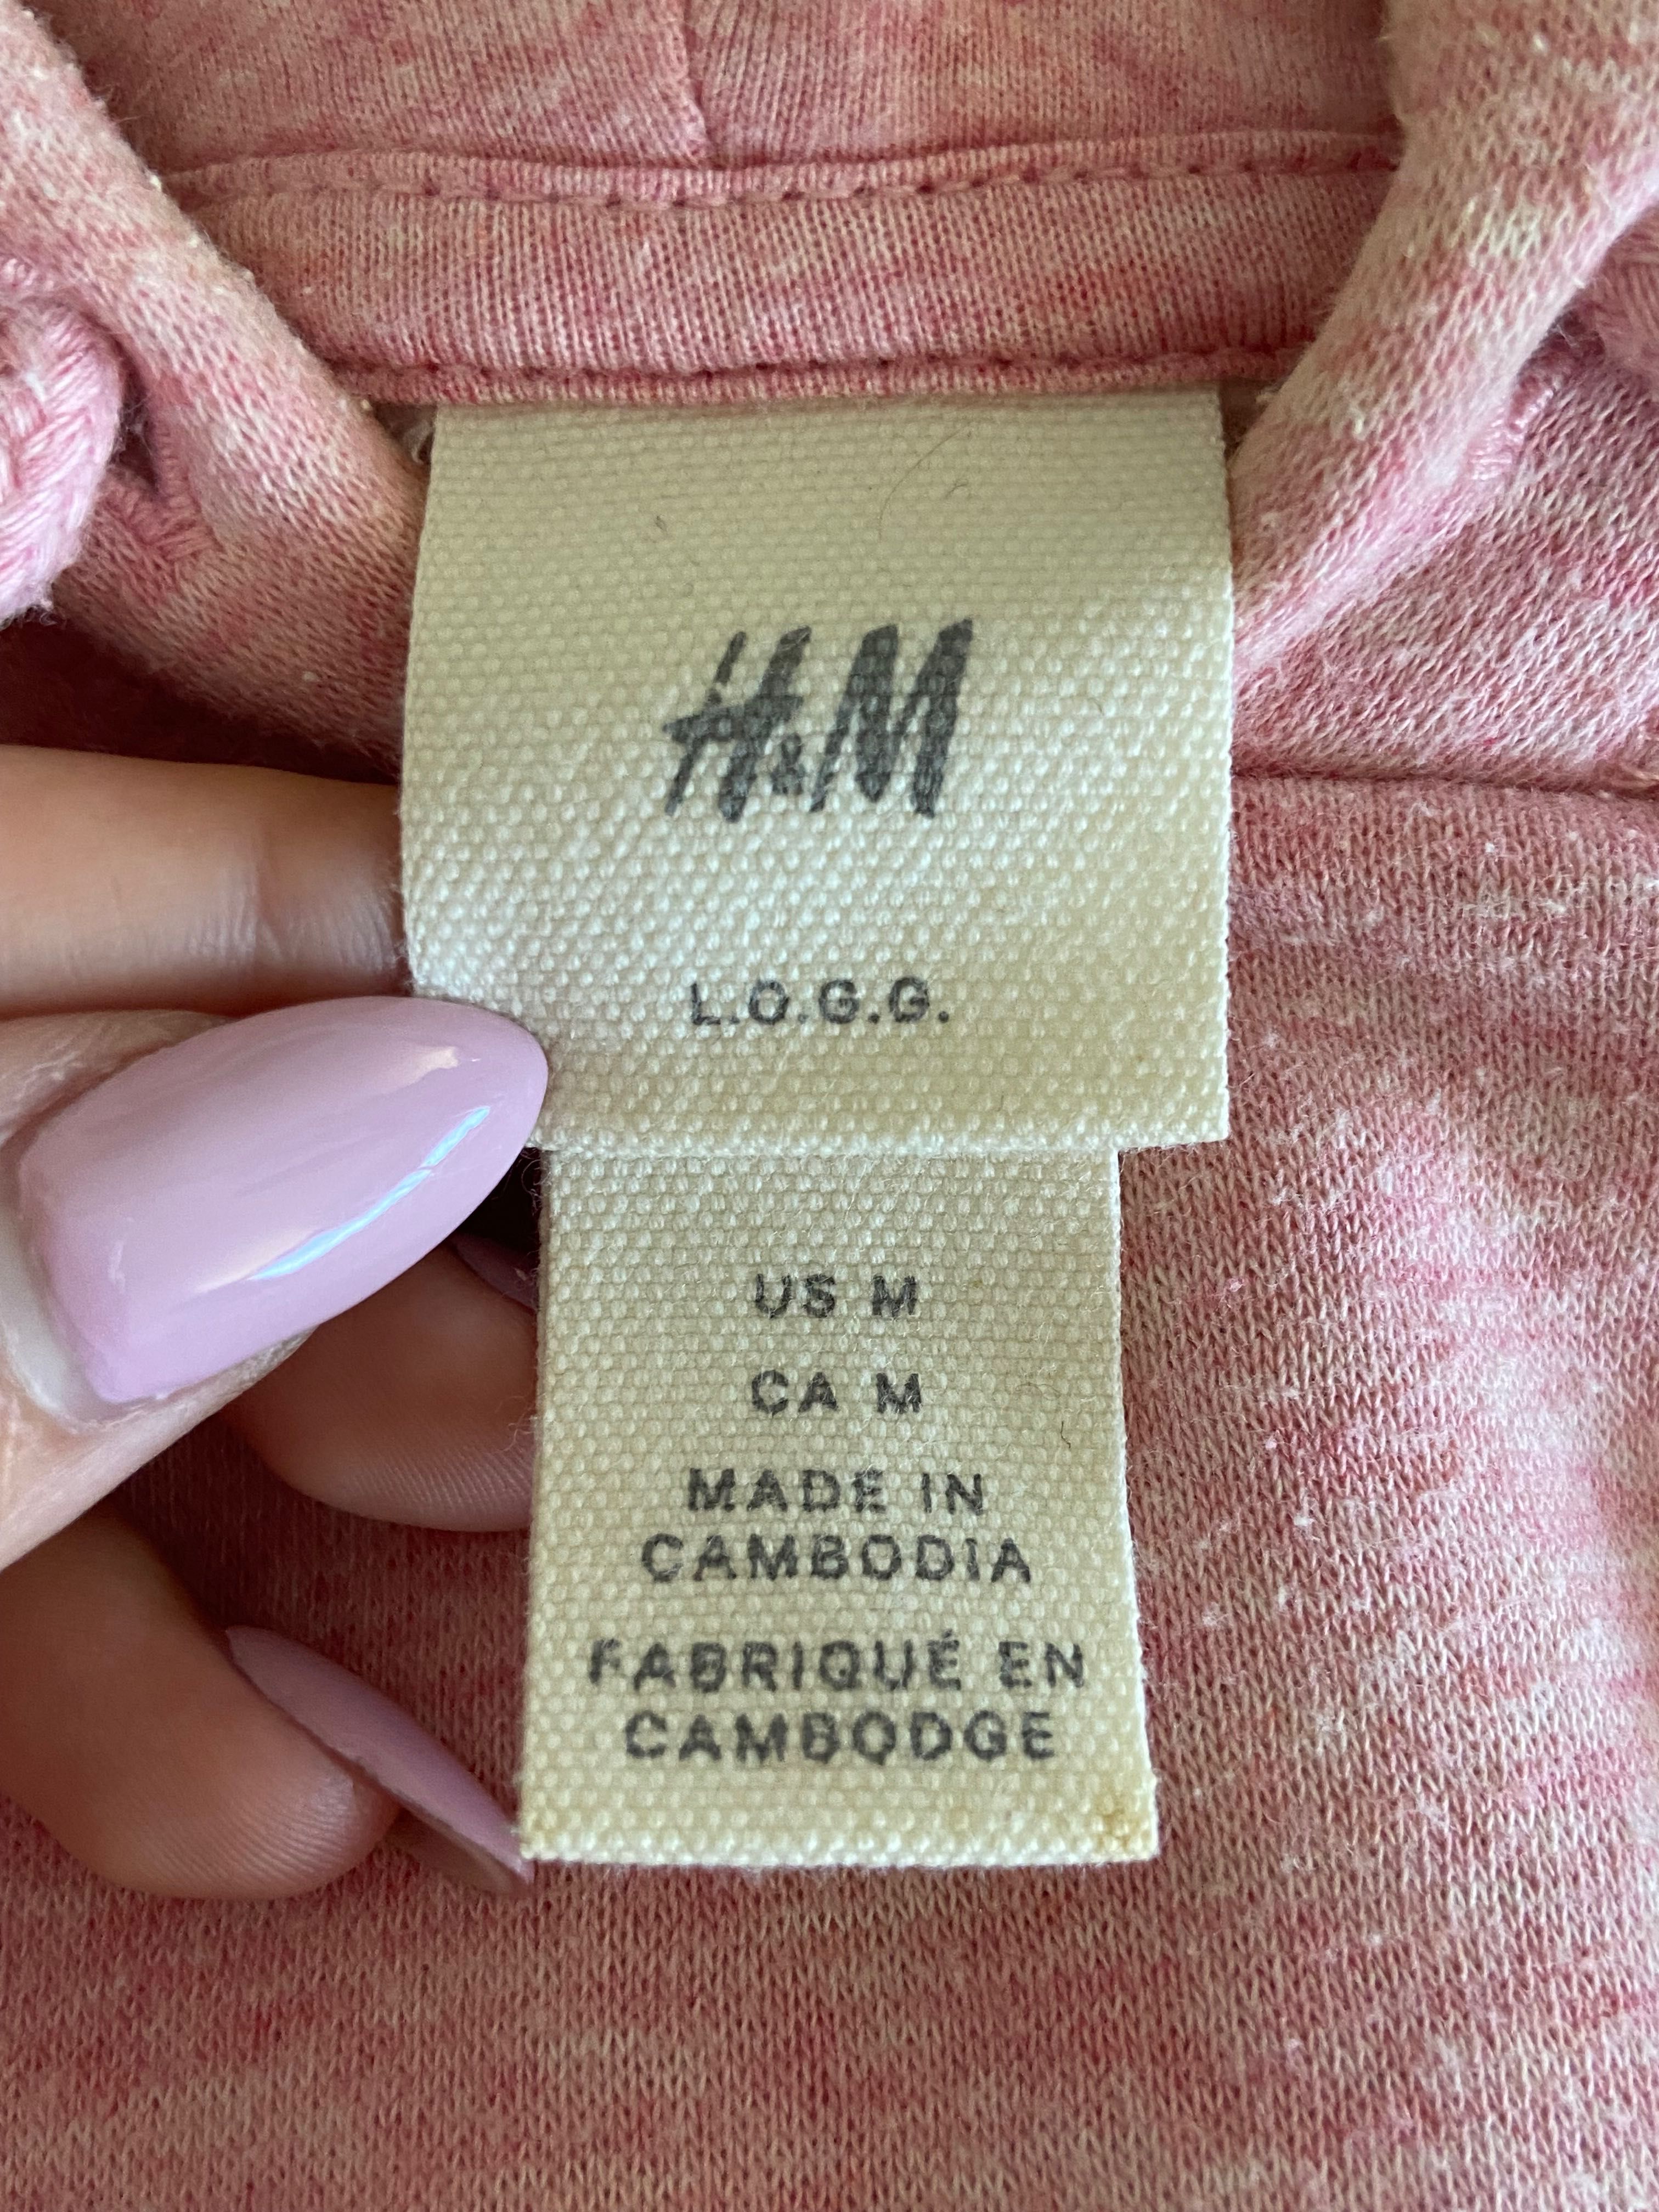 H&M
L.O.G.G.
US M
CA M
MADE IN
CAMBODIA
FABRIQUÉ EN
CAMBODGE